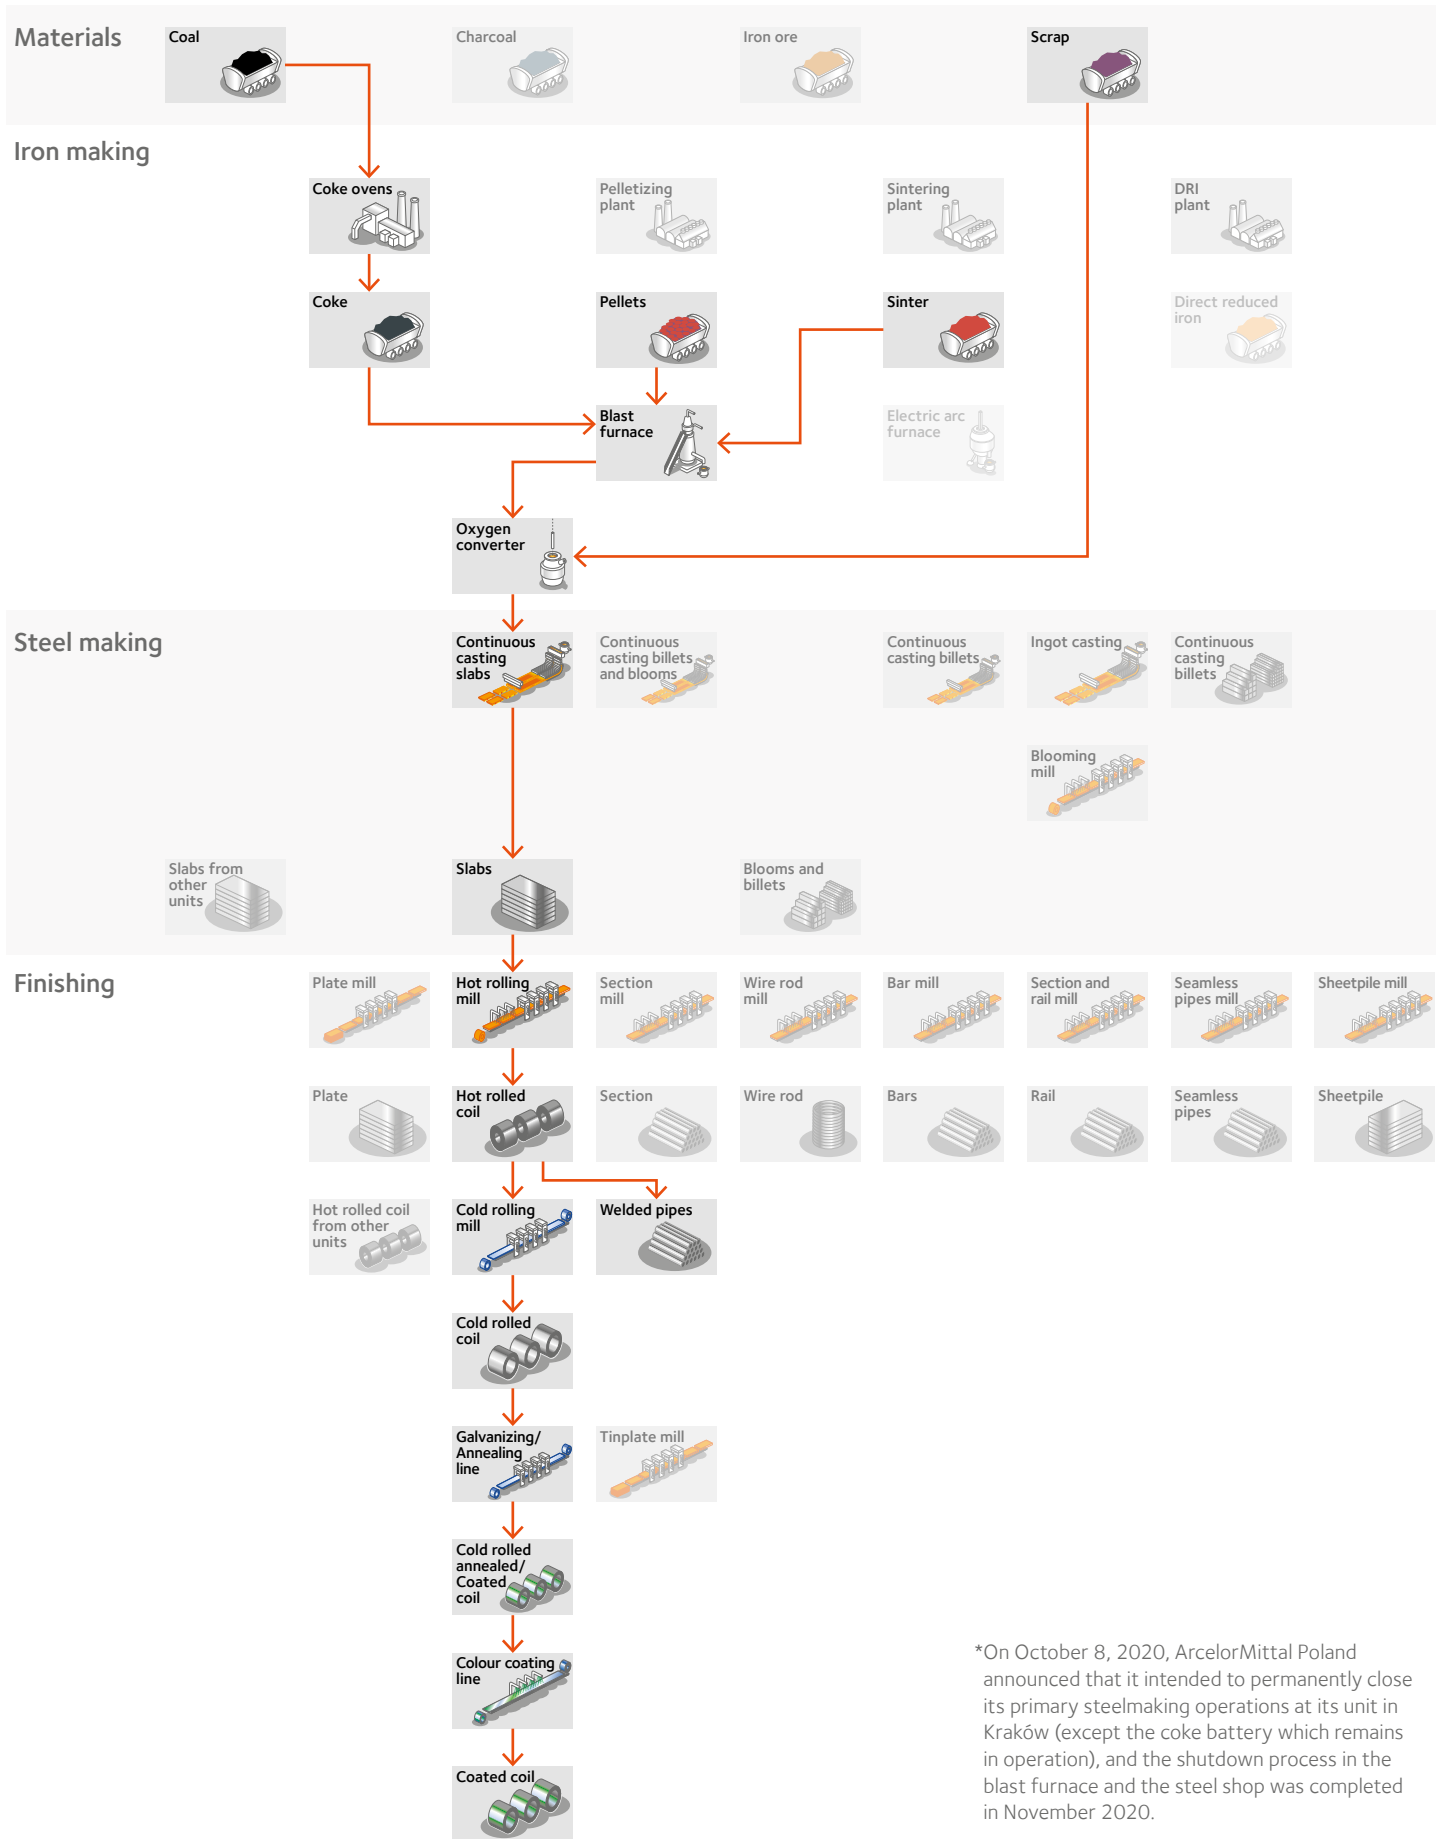 Materials
Coal
Charcoal
Iron ore
Scrap
Iron making
Coke ovens
Pelletizing
plant
Sintering
plant
DRI
plant
Coke
Pellets
Sinter
Direct reduced
iron
Blast
furnace
Electric arc
furnace
Oxygen
converter
Steel making
Continuous
casting
slabs
Continuous
casting billets
and blooms
Continuous
casting billets
Ingot casting
Continuous
casting
billets
Blooming
mill
Slabs from
other
units
Slabs
Blooms and
billets
Finishing
Plate mill
Hot rolling
mill
Section
mill
Wire rod
mill
Bar mill
Section and
rail mill
Seamless
pipes mill
Sheetpile mill
Plate
Hot rolled
coil
Section
Wire rod
Bars
Rail
Seamless
pipes
Sheetpile
Hot rolled coil
from other
units
Cold rolling
mill
Welded pipes
Cold rolled
coil
Galvanizing/
Annealing
line
Tinplate mill
Cold rolled
annealed/
Coated
coil
Colour coating
line
Coated coil
*On October 8, 2020, ArcelorMittal Poland
announced that it intended to permanently close
its primary steelmaking operations at its unit in
Kraków (except the coke battery which remains
in operation), and the shutdown process in the
blast furnace and the steel shop was completed
in November 2020.